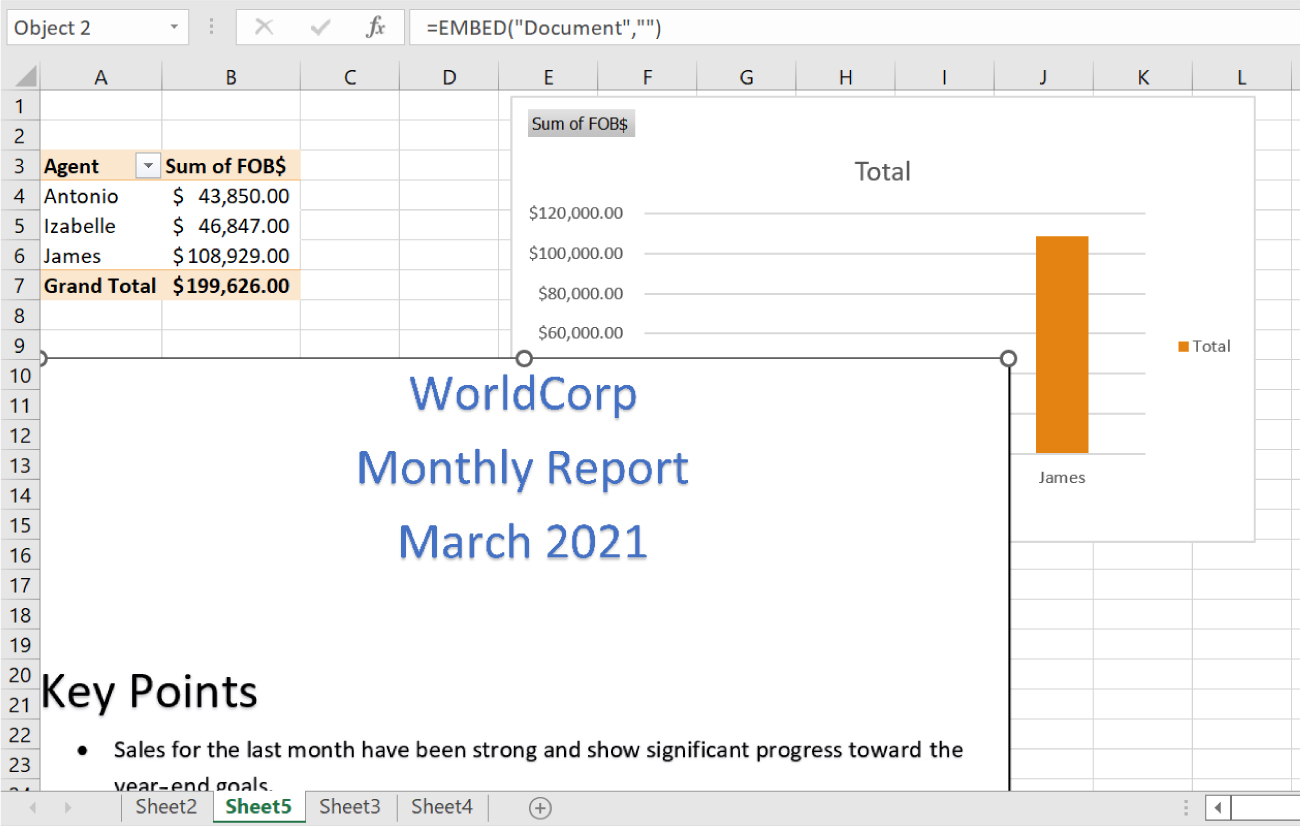 Object 2
fx
=EMBED("Document","")
A B C D E F G H I J K L
1
2
3 Agent Sum of FOB$
4 Antonio $ 43,850.00
5 Izabelle $ 46,847.00
6 James $ 108,929.00
7 Grand Total $199,626.00
8
9
10
11
12
13
14
15
16
17
18
19
20
21
22
23
24
Sum of FOB$
Total
$120,000.00
$100,000.00
$80,000.00
$60,000.00
Total
James
WorldCorp
Monthly Report
March 2021
Key Points
• Sales for the last month have been strong and show significant progress toward the
year-end goals.
Sheet2 Sheet5 Sheet3 Sheet4